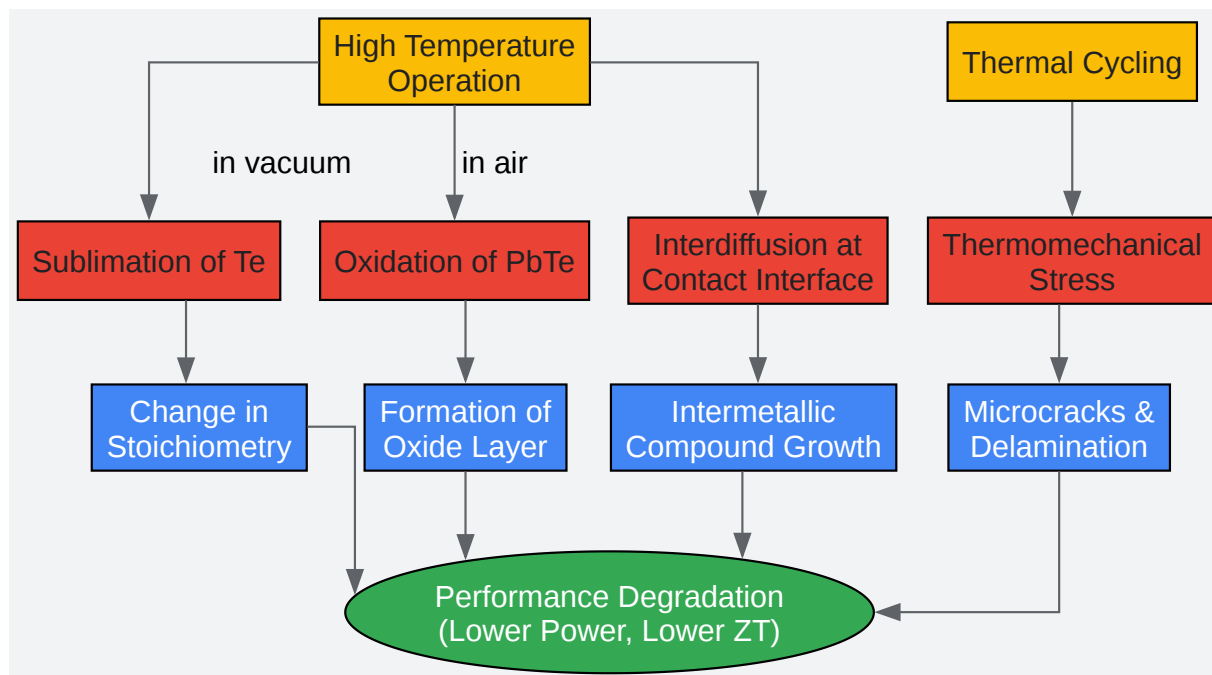 High Temperature
Operation
Thermal Cycling
in vacuum
in air
Sublimation of Te
Oxidation of PbTe
Interdiffusion at
Contact Interface
Thermomechanical
Stress
Change in
Stoichiometry
Formation of
Oxide Layer
Intermetallic
Compound Growth
Microcracks &
Delamination
Performance Degradation
(Lower Power, Lower ZT)